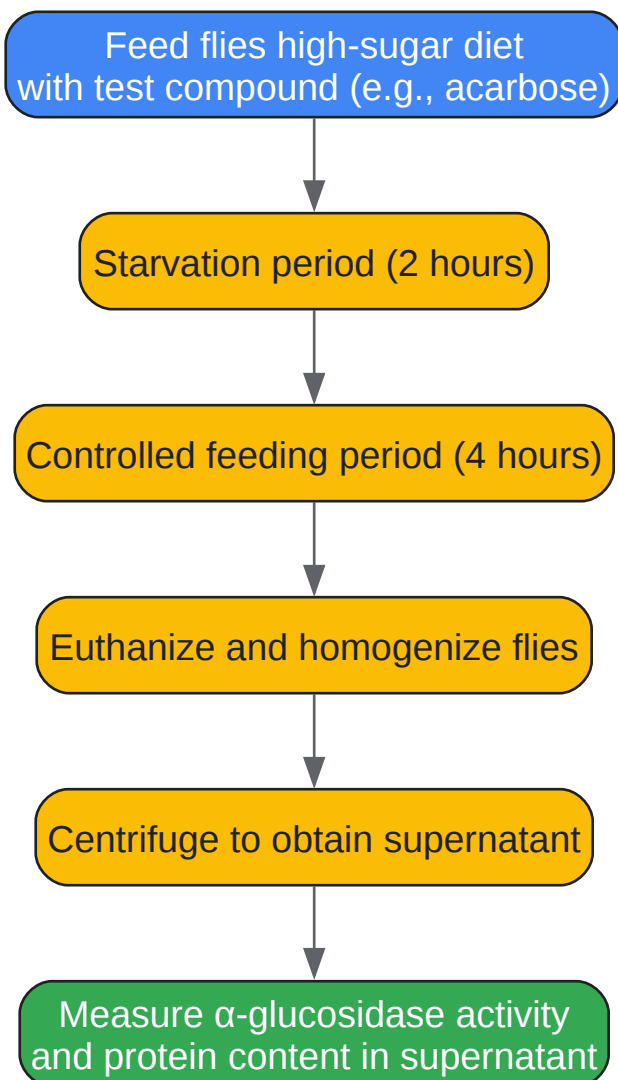 Feed flies high-sugar diet
with test compound (e.g., acarbose)
Starvation period (2 hours)
Controlled feeding period (4 hours)
Euthanize and homogenize flies
Centrifuge to obtain supernatant
Measure α-glucosidase activity
and protein content in supernatant